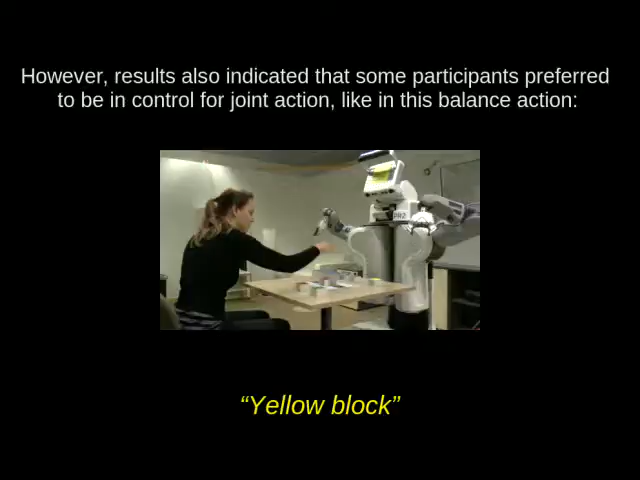 However, results also indicated that some participants preferred
to be in control for joint action, like in this balance action:
PR2
“Yellow block”